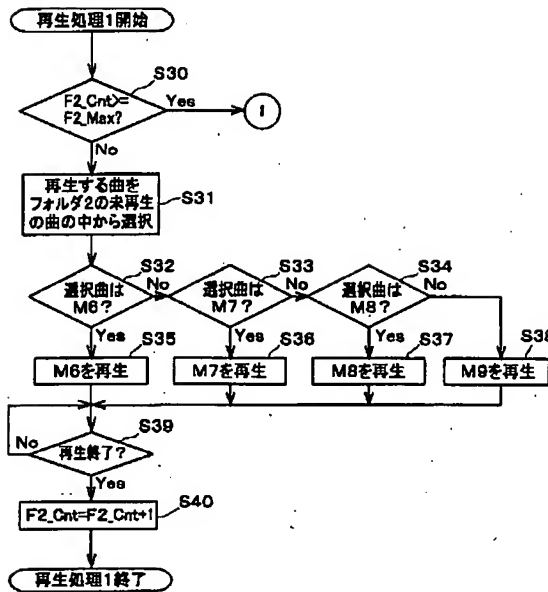 再生処理1開始
S30
F2_Cnt>=
F2_Max?
Yes
1
No
再生する曲を
フォルダ2の未再生
の曲の中から選択
S31
S32
S33
S34
選択曲は
M6?
No
選択曲は
M7?
No
選択曲は
M8?
No
Yes
S35
Yes
S36
Yes
S37
S38
M6を再生
M7を再生
M8を再生
M9を再生
S39
No
再生終了?
Yes
S40
F2_Cnt=F2_Cnt+1
再生処理1終了